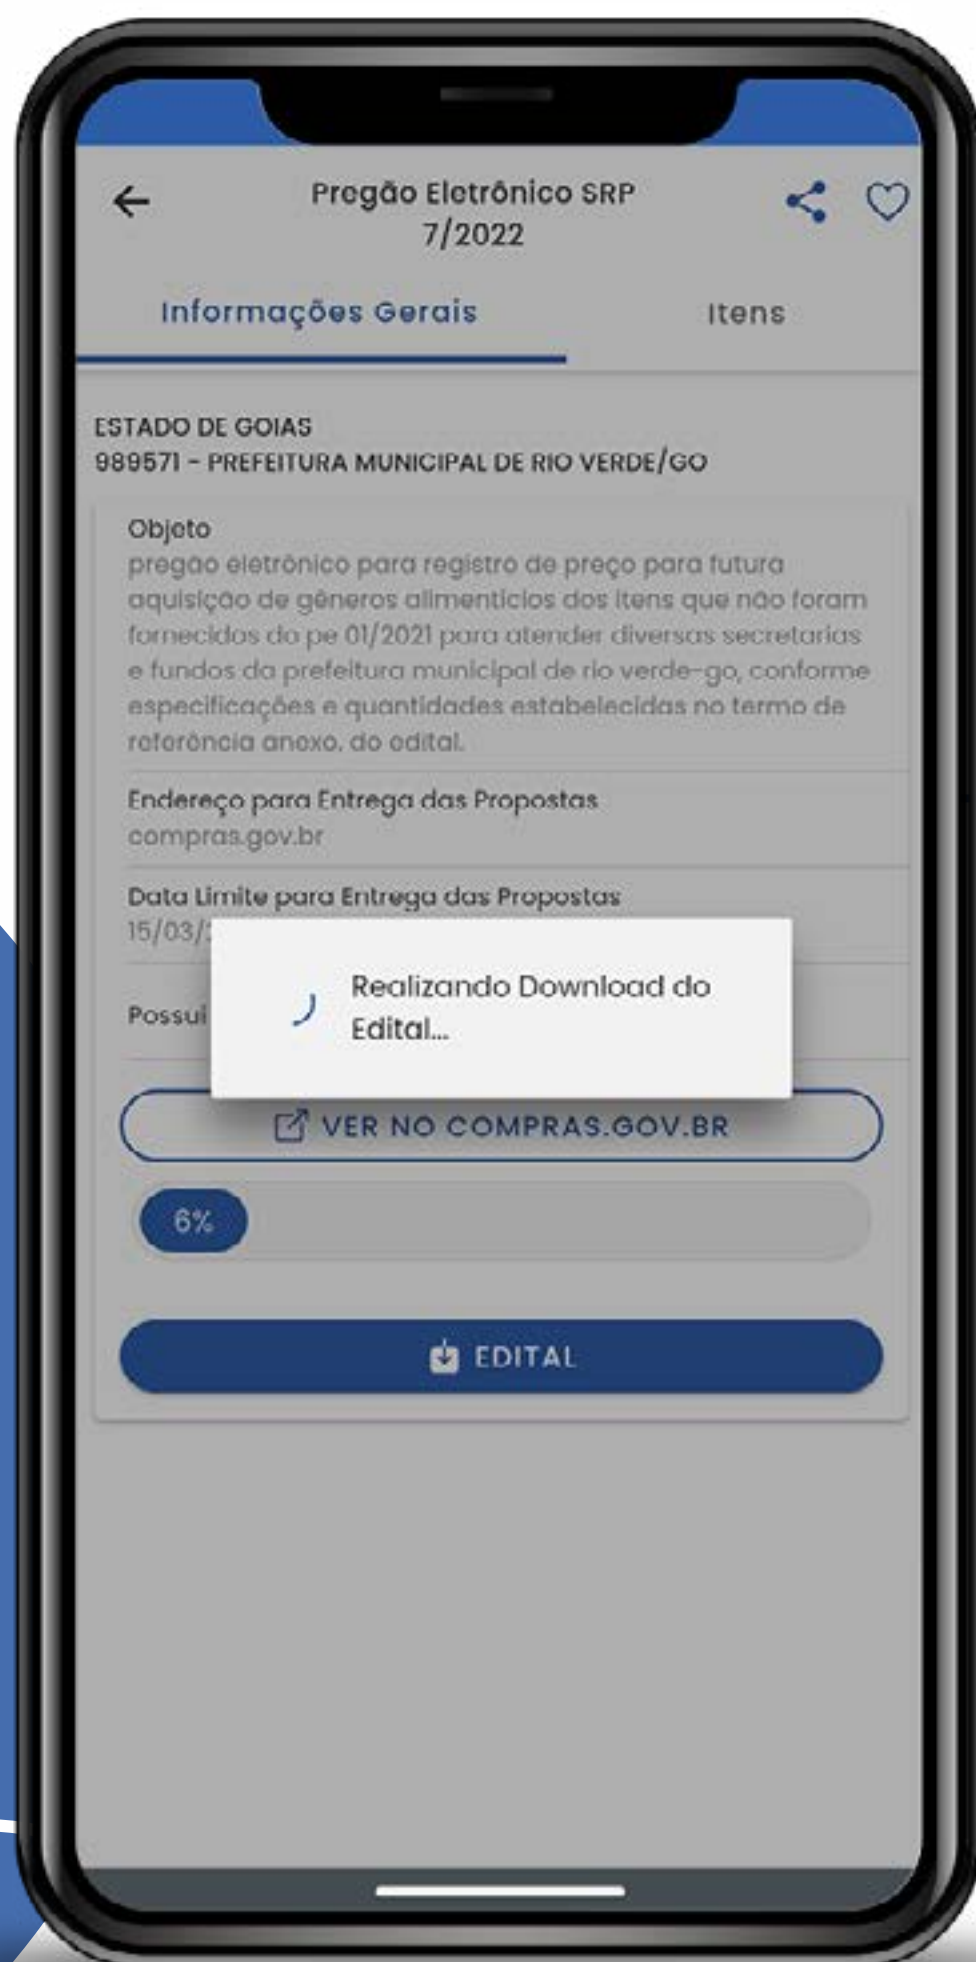 Pregão Eletrônico SRP
7/2022
Informações Gerais
Itens
ESTADO DE GOIAS
989571 - PREFEITURA MUNICIPAL DE RIO VERDE/GO
Objeto
pregão eletrônico para registro de preço para futura
aquisição de gêneros alimentícios dos itens que não foram
fornecidos do pe 01/2021 para atender diversas secretarias
e fundos da prefeitura municipal de rio verde-go, conforme
especificações e quantidades estabelecidas no termo de
referência anexo, do edital.
Endereço para Entrega das Propostas
compras.gov.br
Data Limite para Entrega das Propostas
15/03/
Realizando Download do
Edital...
Possui
VER NO COMPRAS.GOV.BR
6%
EDITAL